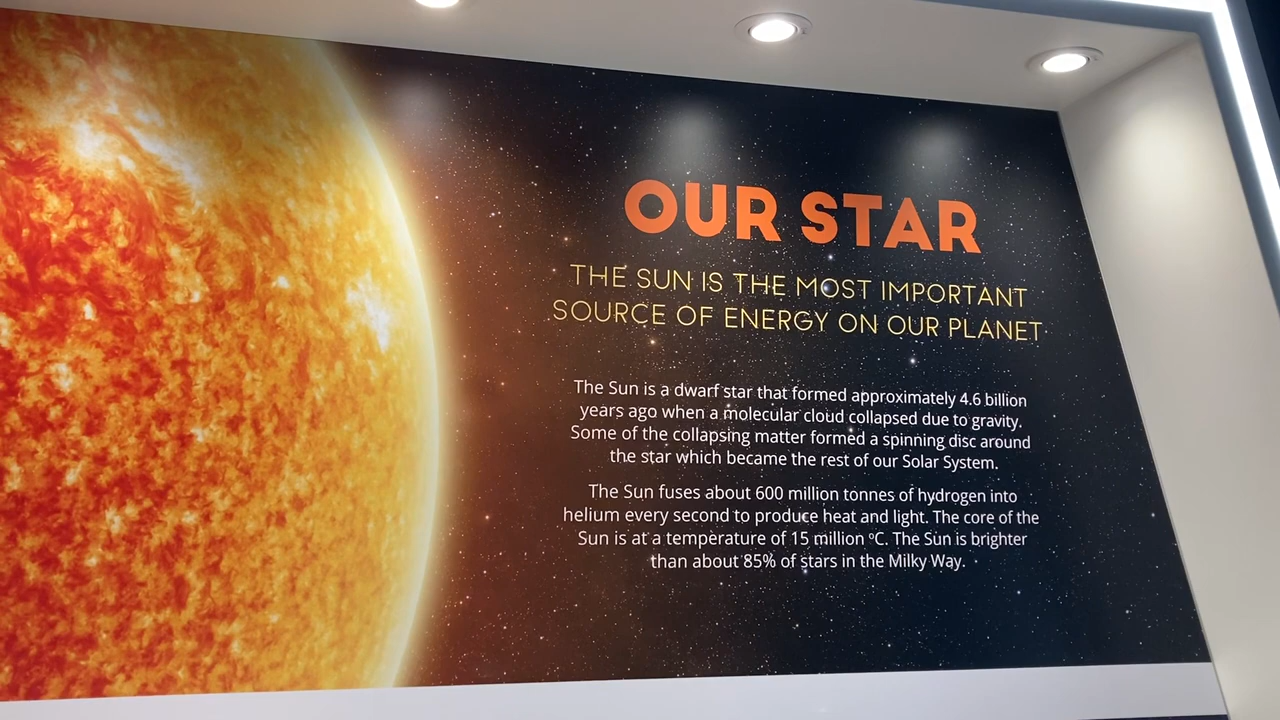 OUR STAR
THE SUN IS THE MOST IMPORTANT
SOURCE OF ENERGY ON OUR PLANET
The Sun is a dwarf star that formed approximately 4.6 billion
years ago when a molecular cloud collapsed due to gravity.
Some of the collapsing matter formed a spinning disc around
the star which became the rest of our Solar System.
The Sun fuses about 600 million tonnes of hydrogen into
helium every second to produce heat and light. The core of the
Sun is at a temperature of 15 million ºC. The Sun is brighter
than about 85% of stars in the Milky Way.